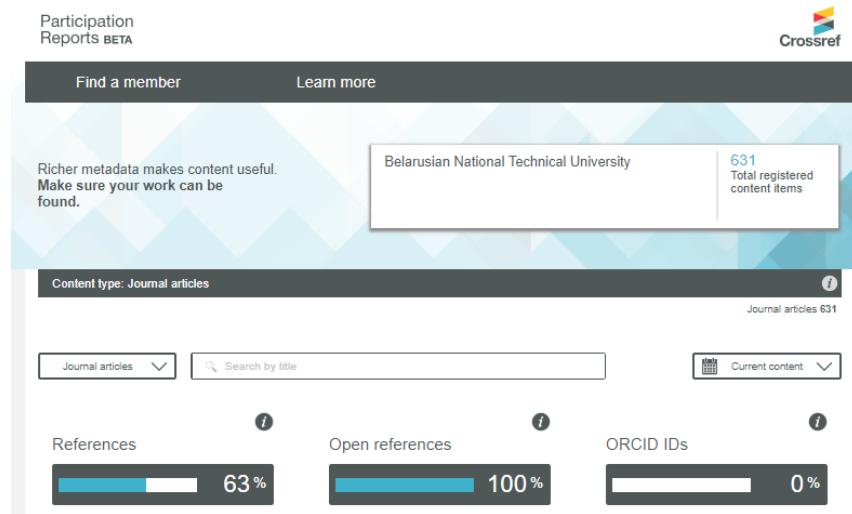 Participation
Reports BETA
Crossref
Find a member
Learn more
Richer metadata makes content useful.
Make sure your work can be
found.
Belarusian National Technical University
631
Total registered
content items
Content type: Journal articles
i
Journal articles 631
Journal articles
Search by title
Current content
i
i
i
References
Open references
ORCID IDs
63 %
100 %
0 %